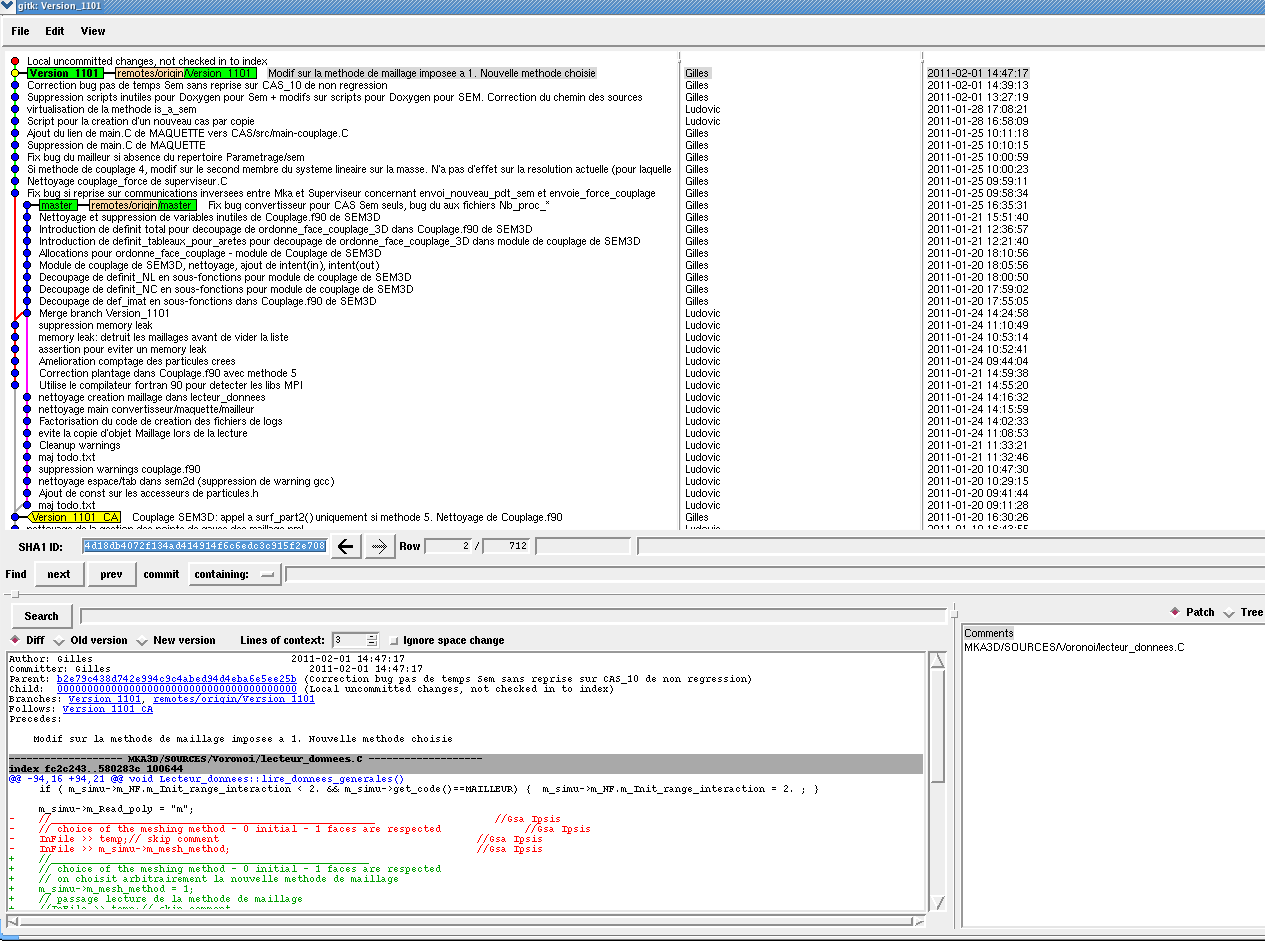 gitk: Version_1101
File Edit View
Local uncommitted changes, not checked in to index
Version_1101 remotes/origin/Version_1101 Modif sur la methode de maillage imposee a 1. Nouvelle methode choisie Gilles 2011-02-01 14:47:17
Correction bug pas de temps Sem sans reprise sur CAS_10 de non regression Gilles 2011-02-01 14:39:13
Suppression scripts inutiles pour Doxygen pour Sem + modifs sur scripts pour Doxygen pour SEM. Correction du chemin des sources Gilles 2011-02-01 13:27:19
virtualisation de la methode is_a_sem Ludovic 2011-01-28 17:08:21
Script pour la creation d'un nouveau cas par copie Ludovic 2011-01-28 16:58:09
Ajout du lien de main.C de MAQUETTE vers CAS/src/main-couplage.C Gilles 2011-01-25 10:11:18
Suppression de main.C de MAQUETTE Gilles 2011-01-25 10:10:15
Fix bug du mailleur si absence du repertoire Parametrage/sem Gilles 2011-01-25 10:00:59
Si methode de couplage 4, modif sur le second membre du systeme lineaire sur la masse. N'a pas d'effet sur la resolution actuelle (pour laquelle Gilles 2011-01-25 10:00:23
Nettoyage couplage_force de superviseur.C Gilles 2011-01-25 09:59:11
Fix bug si reprise sur communications inversees entre Mka et Superviseur concernant envoi_nouveau_pdt_sem et envoie_force_couplage Gilles 2011-01-25 09:58:34
master remotes/origin/master Fix bug convertisseur pour CAS Sem seuls, bug du aux fichiers Nb_proc_* Gilles 2011-01-25 16:35:31
Nettoyage et suppression de variables inutiles de Couplage.f90 de SEM3D Gilles 2011-01-21 15:51:40
Introduction de definit total pour decoupage de ordonne_face_couplage_3D dans Couplage.f90 de SEM3D Gilles 2011-01-21 12:36:57
Introduction de definit_tableaux_pour_aretes pour decoupage de ordonne_face_couplage_3D dans module de couplage de SEM3D Gilles 2011-01-21 12:21:40
Allocations pour ordonne_face_couplage - module de Couplage de SEM3D Gilles 2011-01-20 18:10:56
Module de couplage de SEM3D, nettoyage, ajout de intent(in), intent(out) Gilles 2011-01-20 18:05:56
Decoupage de definit_NL en sous-fonctions pour module de couplage de SEM3D Gilles 2011-01-20 18:00:50
Decoupage de definit_NC en sous-fonctions pour module de couplage de SEM3D Gilles 2011-01-20 17:59:02
Decoupage de def_imat en sous-fonctions dans Couplage.f90 de SEM3D Gilles 2011-01-20 17:55:05
Merge branch Version_1101 Ludovic 2011-01-24 14:24:58
suppression memory leak Ludovic 2011-01-24 11:10:49
memory leak: detruit les maillages avant de vider la liste Ludovic 2011-01-24 10:53:14
assertion pour eviter un memory leak Ludovic 2011-01-24 10:52:41
Amelioration comptage des particules crees Ludovic 2011-01-24 09:44:04
Correction plantage dans Couplage.f90 avec methode 5 Ludovic 2011-01-21 14:59:38
Utilise le compilateur fortran 90 pour detecter les libs MPI Ludovic 2011-01-21 14:55:20
nettoyage creation maillage dans lecteur_donnees Ludovic 2011-01-24 14:16:32
nettoyage main convertisseur/maquette/mailleur Ludovic 2011-01-24 14:15:59
Factorisation du code de creation des fichiers de logs Ludovic 2011-01-24 14:02:33
evite la copie d'objet Maillage lors de la lecture Ludovic 2011-01-24 11:08:53
Cleanup warnings Ludovic 2011-01-21 11:33:21
maj todo.txt Ludovic 2011-01-21 11:32:46
suppression warnings couplage.f90 Ludovic 2011-01-20 10:47:30
nettoyage espace/tab dans sem2d (suppression de warning gcc) Ludovic 2011-01-20 10:29:15
Ajout de const sur les accesseurs de particules.h Ludovic 2011-01-20 09:41:44
maj todo.txt Ludovic 2011-01-20 09:11:28
Version_1101_CA Couplage SEM3D: appel a surf_part2() uniquement si methode 5. Nettoyage de Couplage.f90 Gilles 2011-01-20 16:30:26
SHA1 ID: 4d18db4072f134ad414914f6c6edc3c915f2e708 Row 2 / 712
Find next prev commit containing:
Search Patch Tree
Diff Old version New version Lines of context: 3 Ignore space change
Comments
MKA3D/SOURCES/Voronoi/lecteur_donnees.C
Author: Gilles 2011-02-01 14:47:17
Committer: Gilles 2011-02-01 14:47:17
Parent: b2e79c438d742e994c9c4abed94d4eba6e5ee25b (Correction bug pas de temps Sem sans reprise sur CAS_10 de non regression)
Child: 0000000000000000000000000000000000000000 (Local uncommitted changes, not checked in to index)
Branches: Version_1101, remotes/origin/Version_1101
Follows: Version_1101_CA
Precedes:
Modif sur la methode de maillage imposee a 1. Nouvelle methode choisie
------------------- MKA3D/SOURCES/Voronoi/lecteur_donnees.C -------------------
index fc2c243..580283c 100644
@@ -94,16 +94,21 @@ void Lecteur_donnees::lire_donnees_generales()
if ( m_simu->m_NF.m_Init_range_interaction < 2. && m_simu->get_code()==MAILLEUR) { m_simu->m_NF.m_Init_range_interaction = 2. ; }
m_simu->m_Read_poly = "m";
- //______________________________________________________ //Gsa Ipsis
- // choice of the meshing method - 0 initial - 1 faces are respected //Gsa Ipsis
- InFile >> temp;// skip comment //Gsa Ipsis
- InFile >> m_simu->m_mesh_method; //Gsa Ipsis
+ //_____________________________________________________
+ // choice of the meshing method - 0 initial - 1 faces are respected
+ // on choisit arbitrairement la nouvelle methode de maillage
+ m_simu->m_mesh_method = 1;
+ // passage lecture de la methode de maillage
+ //InFile >> temp;// skip comment